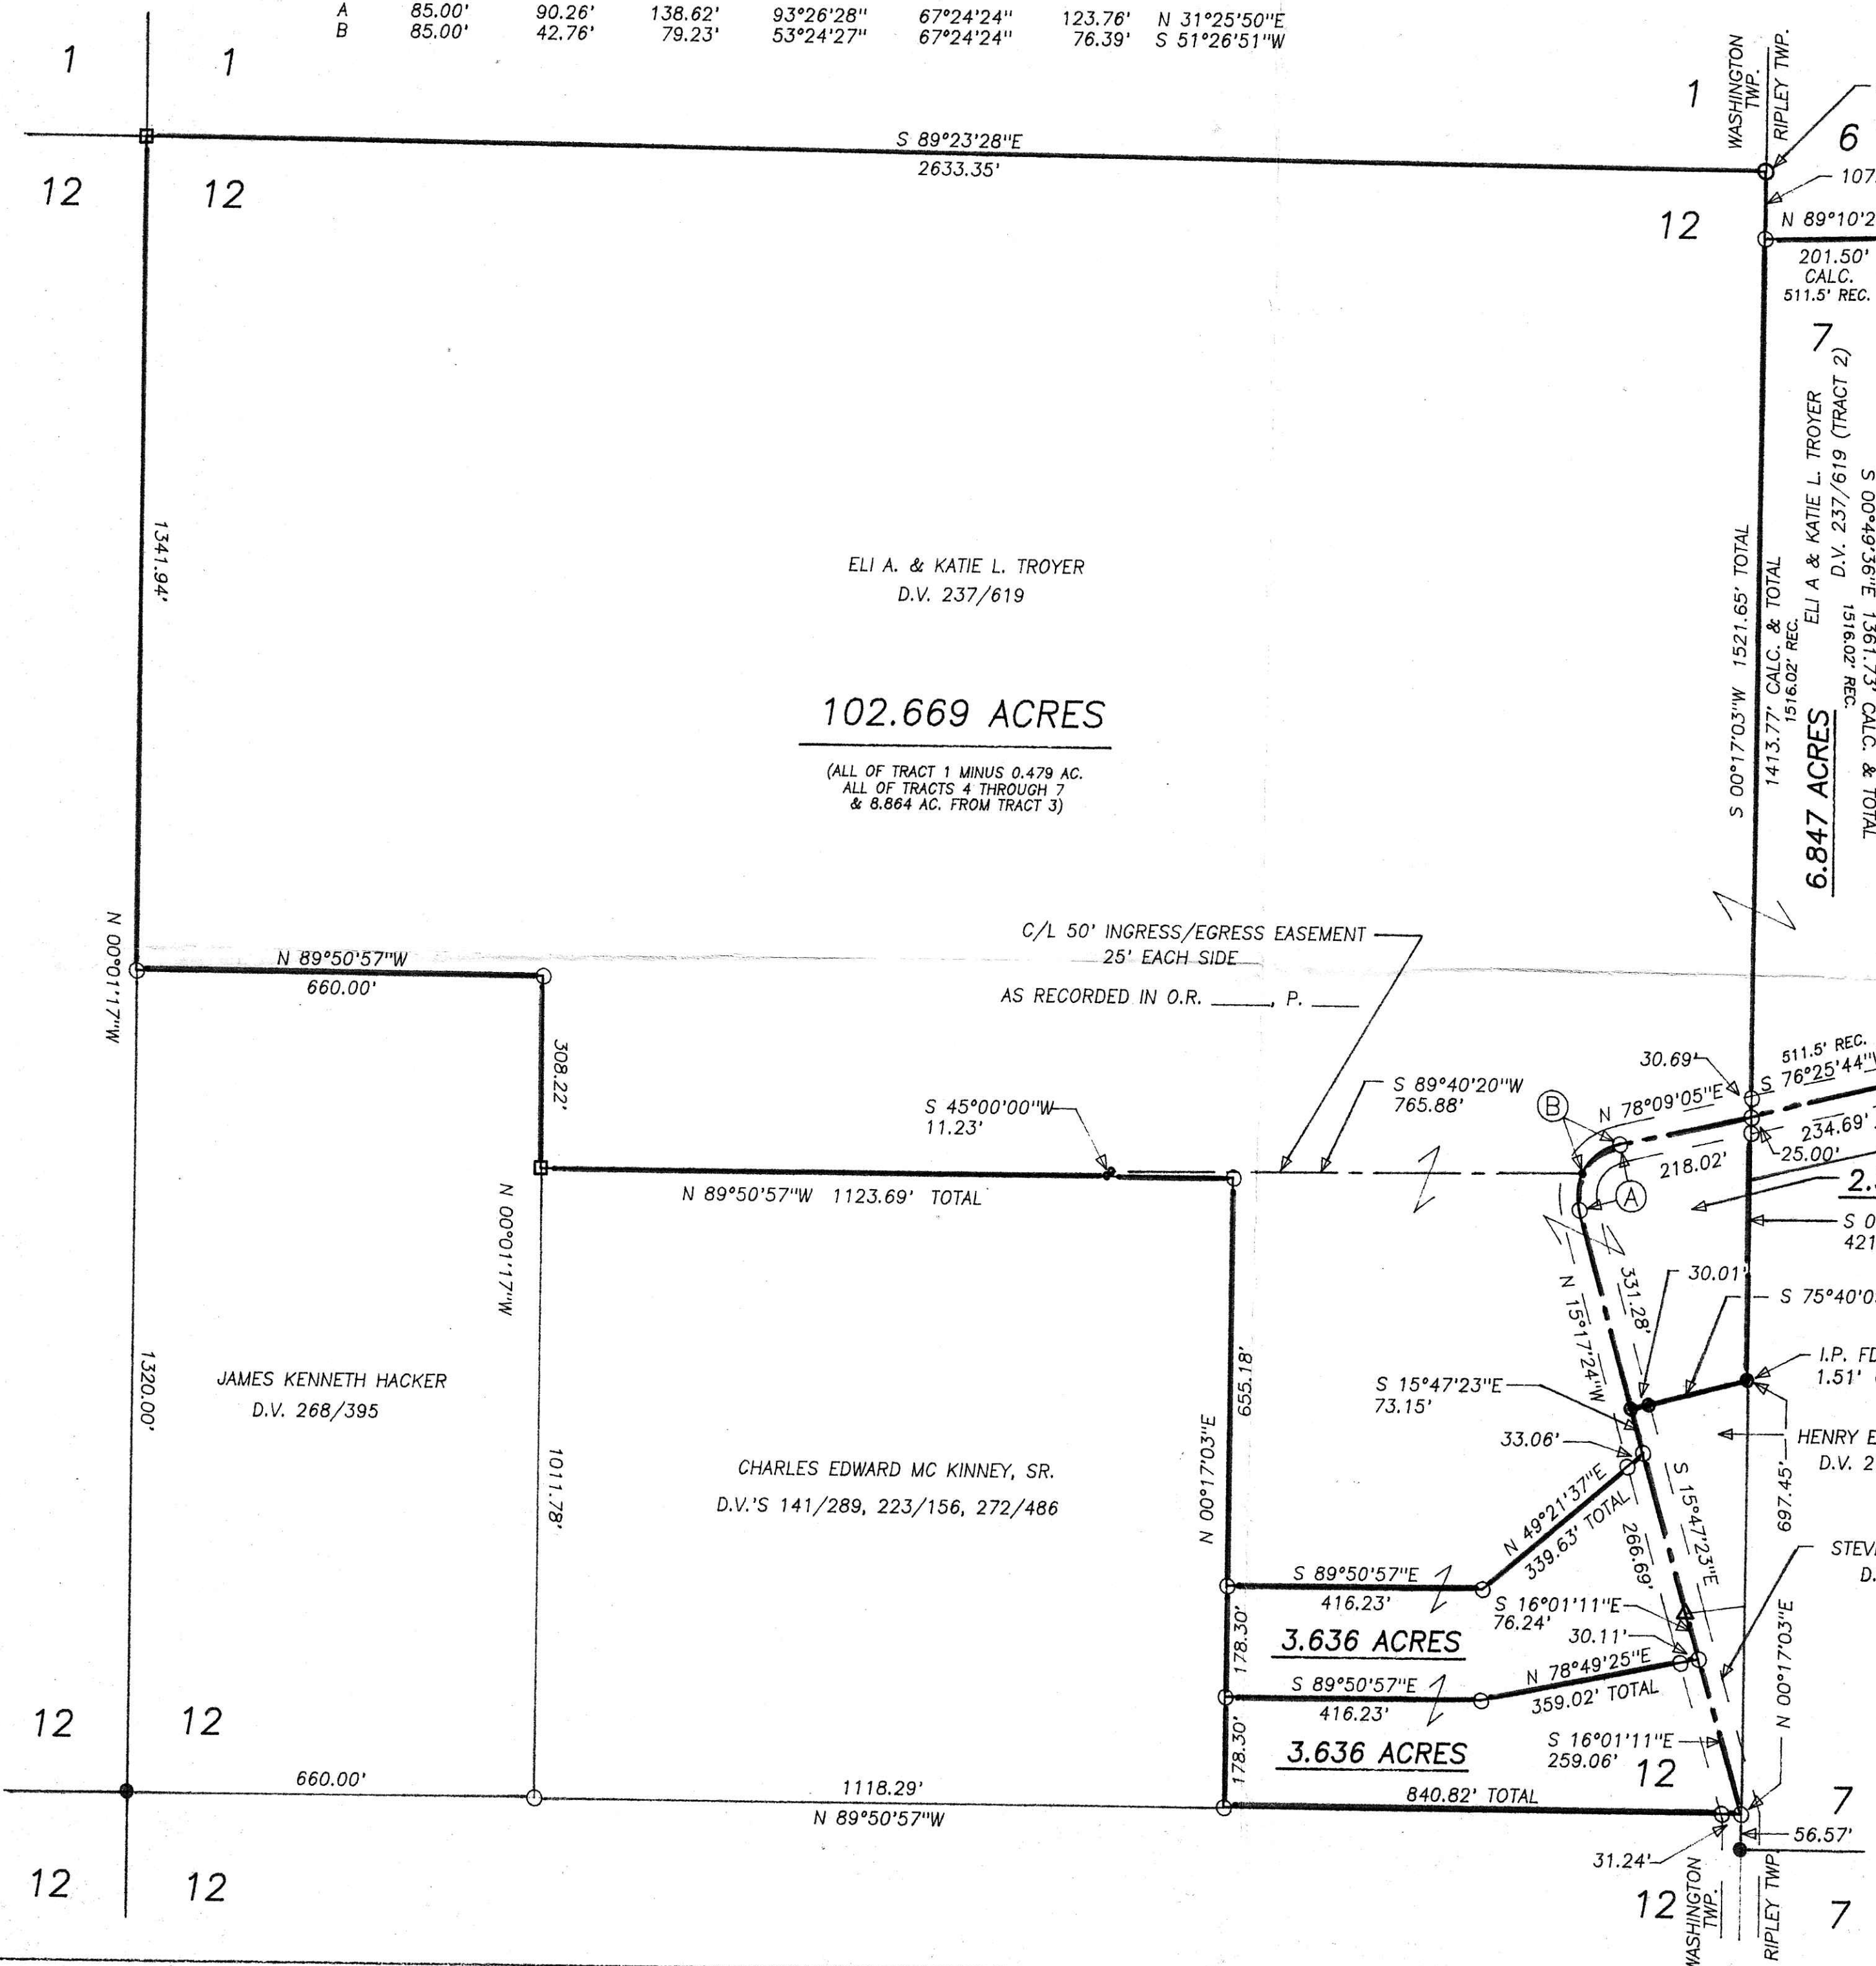 A 85.00' 90.26' 138.62' 93°26'28" 67°24'24" 123.76' N 31°25'50"E
B 85.00' 42.76' 79.23' 53°24'27" 67°24'24" 76.39' S 51°26'51"W
1
1
1
WASHINGTON
TWP.
RIPLEY TWP.
6
S 89°23'28"E
2633.35'
12
12
12
N 89°10'2
201.50'
CALC.
511.5' REC.
7
ELI A & KATIE L. TROYER
D.V. 237/619 (TRACT 2)
S 00°49'36"E 1361.73' CALC. & TOTAL
1516.02' REC.
1341.94'
ELI A. & KATIE L. TROYER
D.V. 237/619
S 00°17'03"W 1521.65' TOTAL
1413.77' CALC. & TOTAL
1516.02' REC.
6.847 ACRES
102.669 ACRES
(ALL OF TRACT 1 MINUS 0.479 AC.
ALL OF TRACTS 4 THROUGH 7
& 8.864 AC. FROM TRACT 3)
N 00°01'17"W
N 89°50'57"W
660.00'
C/L 50' INGRESS/EGRESS EASEMENT
25' EACH SIDE
AS RECORDED IN O.R. ____, P. ____
308.22'
S 45°00'00"W
11.23'
S 89°40'20"W
765.88'
30.69'
511.5' REC.
S 76°25'44"W
B
N 78°09'05"E
234.69'
25.00'
218.02'
A
2.
S 0
421
N 89°50'57"W 1123.69' TOTAL
N 00°01'17"W
N 15°17'24"W
331.28'
30.01'
S 75°40'0
I.P. FD
1.51'
1320.00'
JAMES KENNETH HACKER
D.V. 268/395
655.18'
N 00°17'03"E
S 15°47'23"E
73.15'
33.06'
HENRY E
D.V. 2
697.45'
1011.78'
CHARLES EDWARD MC KINNEY, SR.
D.V.'S 141/289, 223/156, 272/486
N 49°21'37"E
339.63' TOTAL
S 15°47'23"E
266.69'
STEV
D.
S 89°50'57"E
416.23'
178.30'
S 16°01'11"E
76.24'
30.11'
3.636 ACRES
N 78°49'25"E
359.02' TOTAL
N 00°17'03"E
S 89°50'57"E
416.23'
178.30'
3.636 ACRES
S 16°01'11"E
259.06'
12
12
12
660.00'
1118.29'
N 89°50'57"W
840.82' TOTAL
7
56.57'
31.24'
12
12
12
WASHINGTON
TWP.
RIPLEY TWP.
7